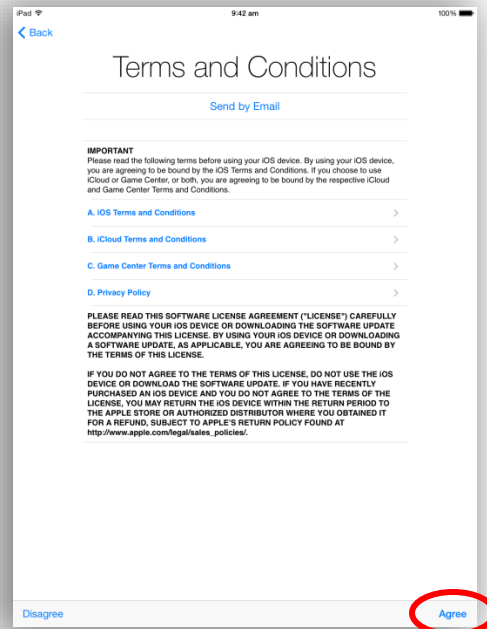 iPad 9:42 am 100%
Back
Terms and Conditions
Send by Email
IMPORTANT
Please read the following terms before using your iOS device. By using your iOS device,
you are agreeing to be bound by the iOS Terms and Conditions. If you choose to use
iCloud or Game Center, or both, you are agreeing to be bound by the respective iCloud
and Game Center Terms and Conditions.
A. iOS Terms and Conditions
B. iCloud Terms and Conditions
C. Game Center Terms and Conditions
D. Privacy Policy
PLEASE READ THIS SOFTWARE LICENSE AGREEMENT ("LICENSE") CAREFULLY
BEFORE USING YOUR iOS DEVICE OR DOWNLOADING THE SOFTWARE UPDATE
ACCOMPANYING THIS LICENSE. BY USING YOUR iOS DEVICE OR DOWNLOADING
A SOFTWARE UPDATE, AS APPLICABLE, YOU ARE AGREEING TO BE BOUND BY
THE TERMS OF THIS LICENSE.
IF YOU DO NOT AGREE TO THE TERMS OF THIS LICENSE, DO NOT USE THE iOS
DEVICE OR DOWNLOAD THE SOFTWARE UPDATE. IF YOU HAVE RECENTLY
PURCHASED AN iOS DEVICE AND YOU DO NOT AGREE TO THE TERMS OF THE
LICENSE, YOU MAY RETURN THE iOS DEVICE WITHIN THE RETURN PERIOD TO
THE APPLE STORE OR AUTHORIZED DISTRIBUTOR WHERE YOU OBTAINED IT
FOR A REFUND, SUBJECT TO APPLE'S RETURN POLICY FOUND AT
http://www.apple.com/legal/sales_policies/.
Disagree Agree